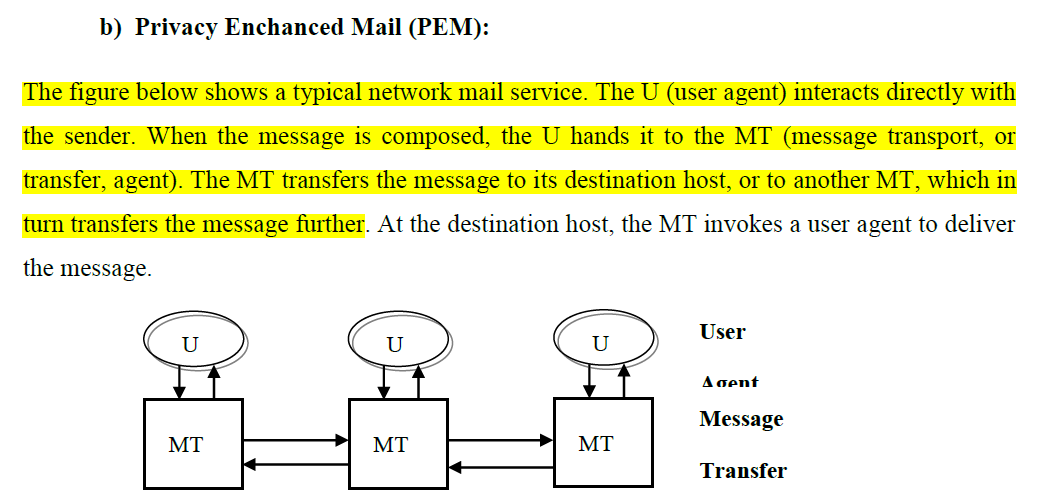 b) Privacy Enchanced Mail (PEM):
The figure below shows a typical network mail service. The U (user agent) interacts directly with
the sender. When the message is composed, the U hands it to the MT (message transport, or
transfer, agent). The MT transfers the message to its destination host, or to another MT, which in
turn transfers the message further. At the destination host, the MT invokes a user agent to deliver
the message.
U U U User
Agent
MT MT MT Message
Transfer